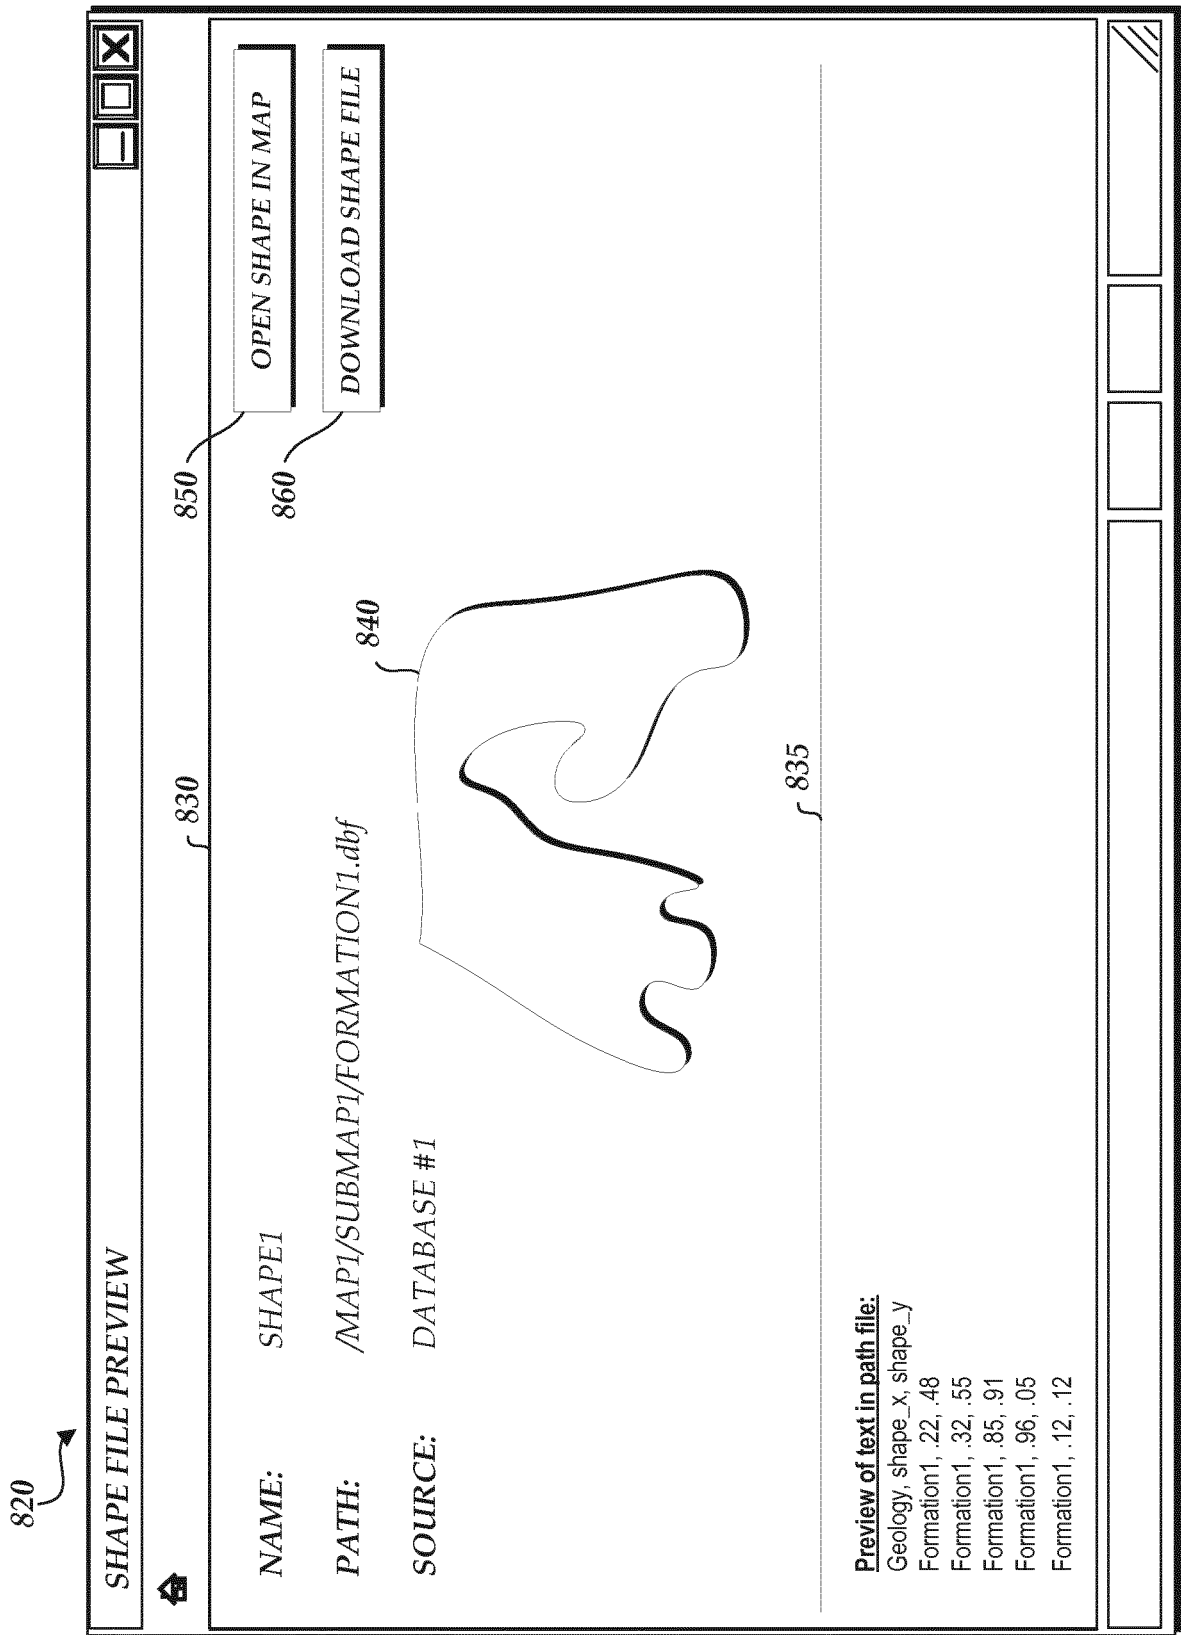 820
SHAPE FILE PREVIEW
830
850
OPEN SHAPE IN MAP
860
DOWNLOAD SHAPE FILE
NAME: SHAPE1
PATH: /MAP1/SUBMAP1/FORMATION1.dbf
SOURCE: DATABASE #1
840
835
Preview of text in path file:
Geology, shape_x, shape_y
Formation1, .22, .48
Formation1, .32, .55
Formation1, .85, .91
Formation1, .96, .05
Formation1, .12, .12